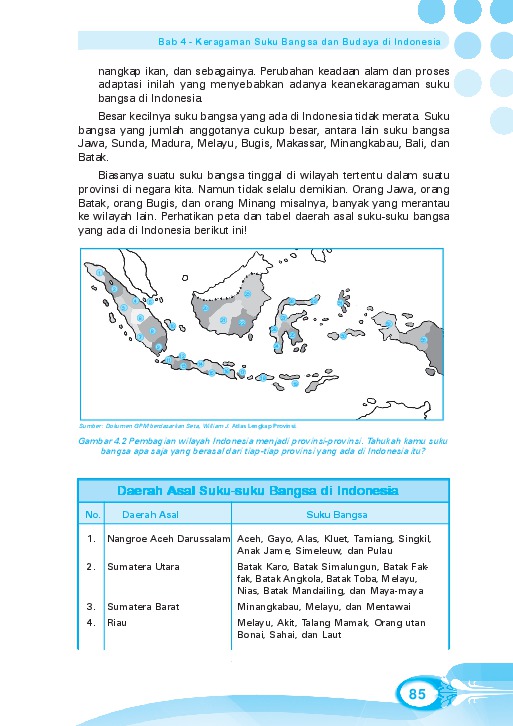 Bab 4 - Keragaman Suku Bangsa dan Budaya di Indonesia
nangkap ikan, dan sebagainya. Perubahan keadaan alam dan proses
adaptasi inilah yang menyebabkan adanya keanekaragaman suku
bangsa di Indonesia.
Besar kecilnya suku bangsa yang ada di Indonesia tidak merata. Suku
bangsa yang jumlah anggotanya cukup besar, antara lain suku bangsa
Jawa, Sunda, Madura, Melayu, Bugis, Makassar, Minangkabau, Bali, dan
Batak.
Biasanya suatu suku bangsa tinggal di wilayah tertentu dalam suatu
provinsi di negara kita. Namun tidak selalu demikian. Orang Jawa, orang
Batak, orang Bugis, dan orang Minang misalnya, banyak yang merantau
ke wilayah lain. Perhatikan peta dan tabel daerah asal suku-suku bangsa
yang ada di Indonesia berikut ini!
Sumber: Dokumen GPM berdasarkan Seta, William J. Atlas Lengkap Provinsi.
Gambar 4.2 Pembagian wilayah Indonesia menjadi provinsi-provinsi. Tahukah kamu suku
bangsa apa saja yang berasal dari tiap-tiap provinsi yang ada di Indonesia itu?
Daerah Asal Suku-suku Bangsa di Indonesia
No. Daerah Asal Suku Bangsa
1. Nangroe Aceh Darussalam Aceh, Gayo, Alas, Kluet, Tamiang, Singkil,
Anak Jame, Simeleuw, dan Pulau
2. Sumatera Utara Batak Karo, Batak Simalungun, Batak Fak-
fak, Batak Angkola, Batak Toba, Melayu,
Nias, Batak Mandailing, dan Maya-maya
3. Sumatera Barat Minangkabau, Melayu, dan Mentawai
4. Riau Melayu, Akit, Talang Mamak, Orang utan
Bonai, Sahai, dan Laut
85